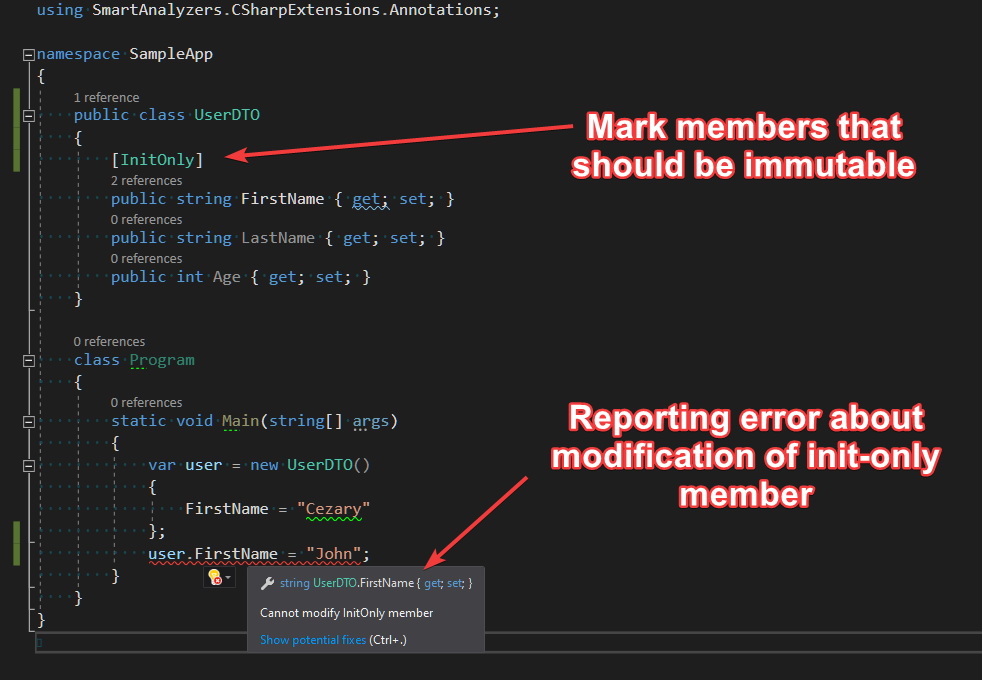 using SmartAnalyzers.CSharpExtensions.Annotations;
namespace SampleApp
{
1 reference
public class UserDTO
{
[InitOnly]
2 references
public string FirstName { get; set; }
0 references
public string LastName { get; set; }
0 references
public int Age { get; set; }
}
0 references
class Program
{
0 references
static void Main(string[] args)
{
var user = new UserDTO()
{
FirstName = "Cezary"
};
user.FirstName = "John";
}
}
}
string UserDTO.FirstName { get; set; }
Cannot modify InitOnly member
Show potential fixes (Ctrl+.)
Mark members that
should be immutable
Reporting error about
modification of init-only
member